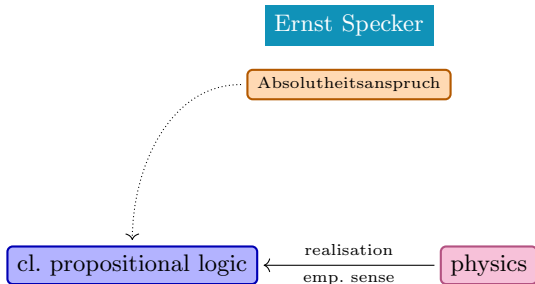 Ernst Specker
Absolutheitsanspruch
realisation
cl. propositional logic
physics
emp. sense